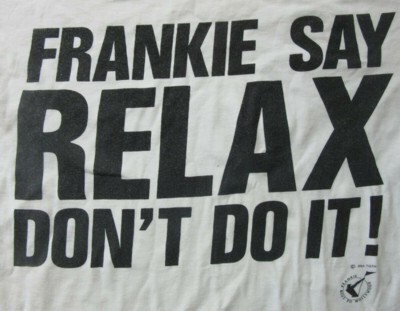 FRANKIE SAY
RELAX
DON'T DO IT!